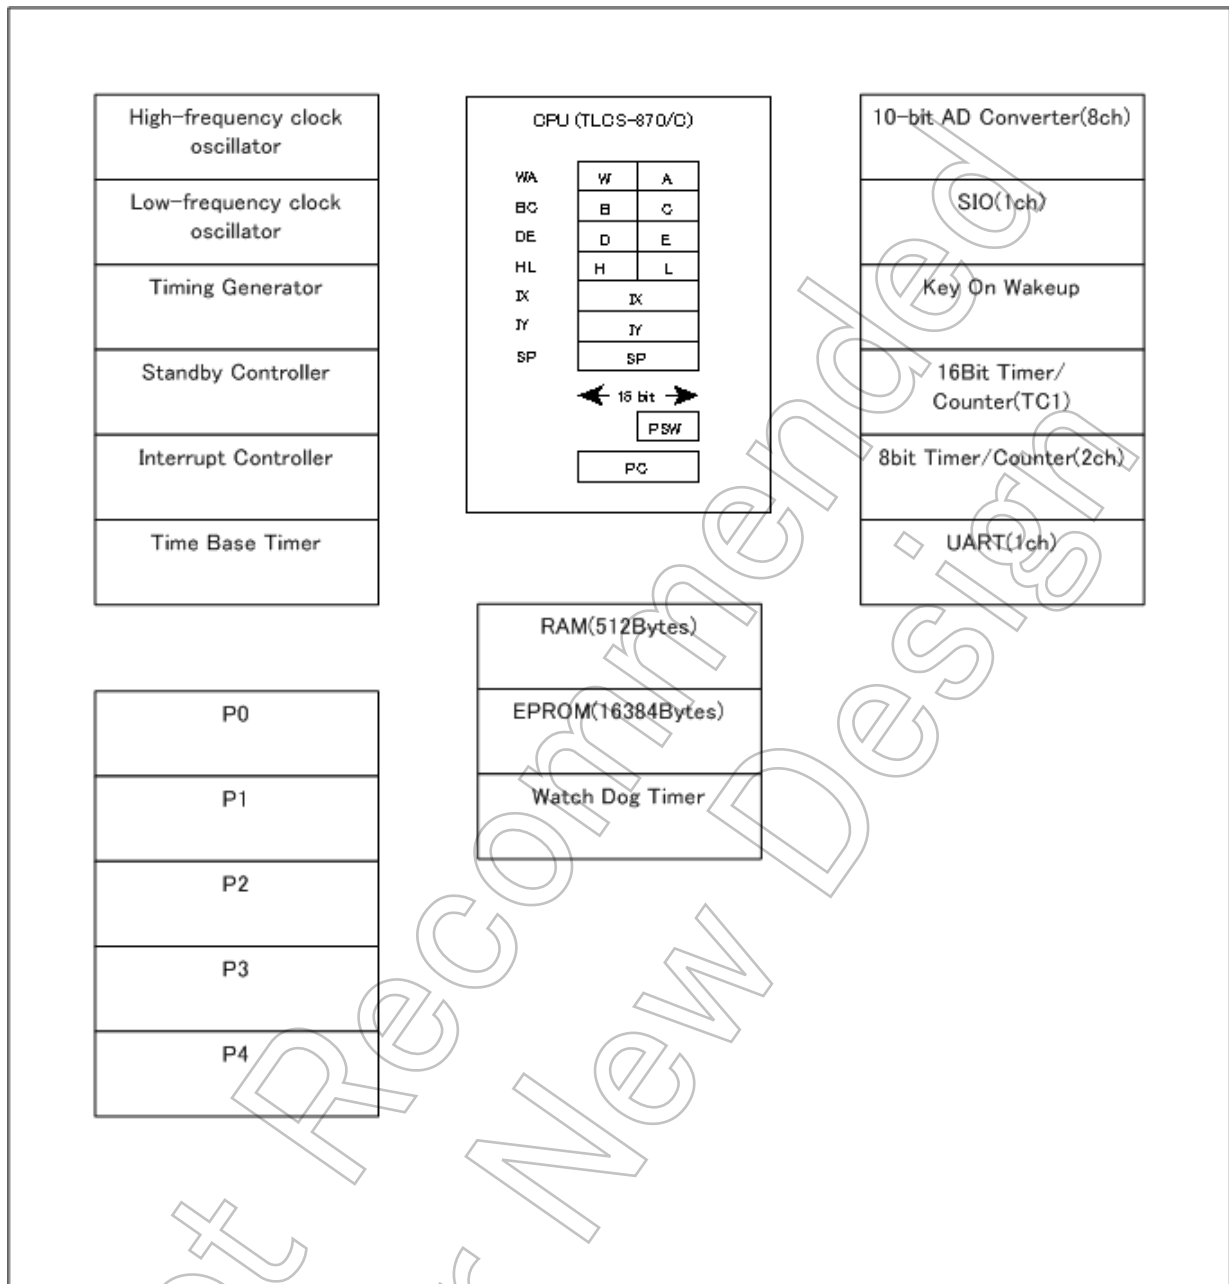 High-frequency clock
oscillator
Low-frequency clock
oscillator
Timing Generator
Standby Controller
Interrupt Controller
Time Base Timer
CPU (TLCS-870/C)
WA W A
BC B C
DE D E
HL H L
IX IX
IY IY
SP SP
16 bit
PSW
PC
10-bit AD Converter(8ch)
SIO(1ch)
Key On Wakeup
16Bit Timer/
Counter(TC1)
8bit Timer/Counter(2ch)
UART(1ch)
RAM(512Bytes)
EPROM(16384Bytes)
Watch Dog Timer
P0
P1
P2
P3
P4
Recommended
New Design